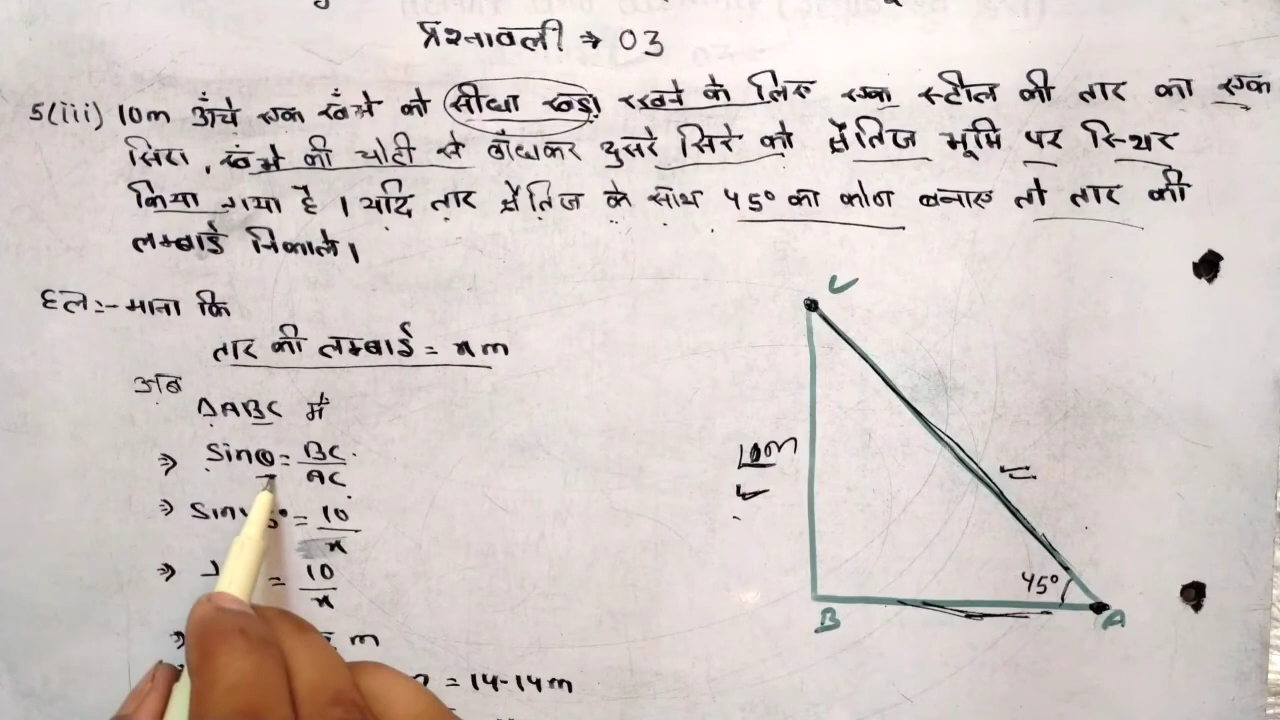 प्रश्नावली → 03
5(iii) 10m ऊँचे एक खंभे को सीधा खड़ा रखने के लिए एक स्टील की तार का एक
सिरा, खंभे की चोटी से बाँधकर दुसरे सिरे को क्षैतिज भूमि पर स्थिर
किया गया है। यदि तार क्षैतिज के साथ 45° का कोण बनाए तो तार की
लम्बाई निकाले।
हल:- माना कि
तार की लम्बाई = x m
अब
ΔABC में
⇒ Sinθ = BC/AC
⇒ = 10/x
⇒ = 10/x
⇒ m
= 14.14m
C
10m
45°
B
A